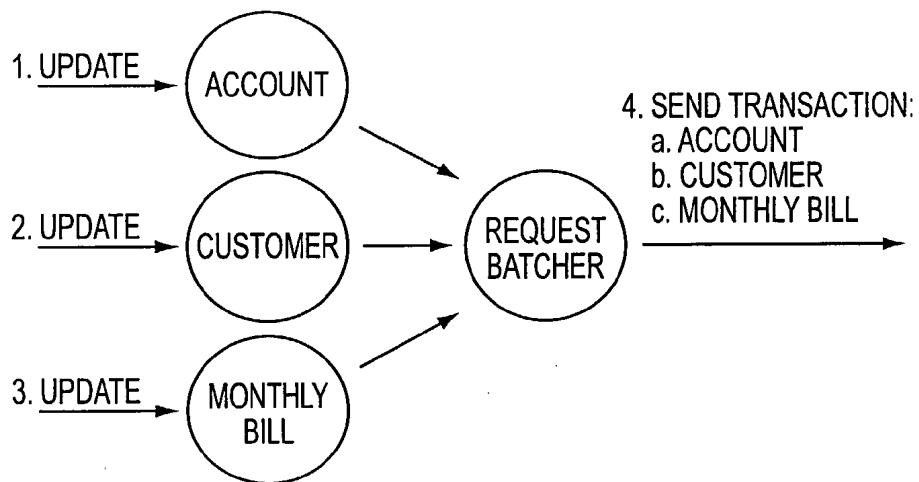 1. UPDATE
ACCOUNT
4. SEND TRANSACTION:
a. ACCOUNT
b. CUSTOMER
c. MONTHLY BILL
2. UPDATE
CUSTOMER
REQUEST
BATCHER
3. UPDATE
MONTHLY
BILL